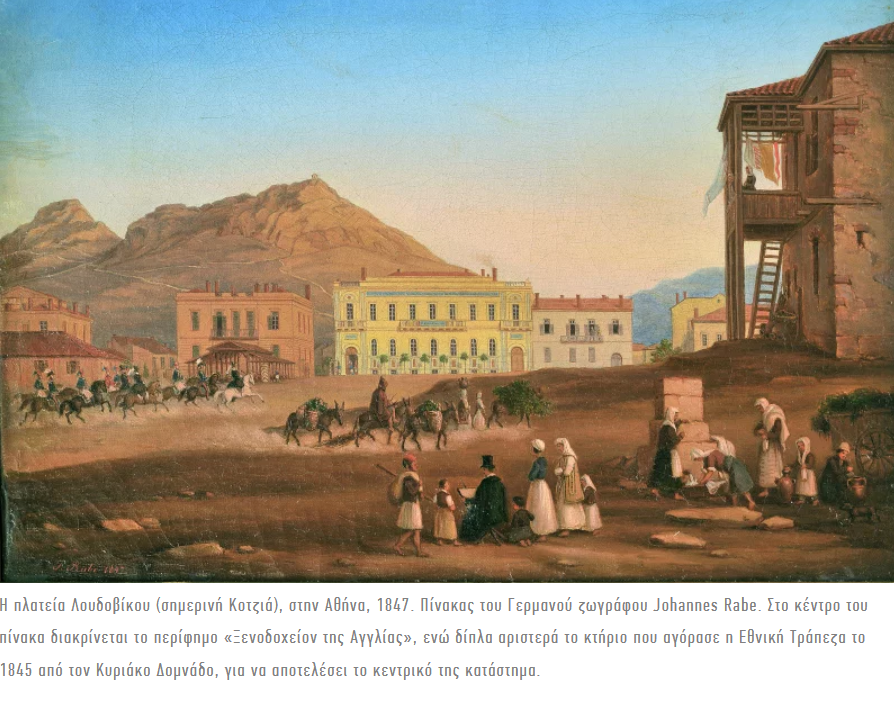 Η πλατεία Λουδοβίκου (σημερινή Κοτζιά), στην Αθήνα, 1847. Πίνακας του Γερμανού ζωγράφου Johannes Rabe. Στο κέντρο του
πίνακα διακρίνεται το περίφημο «Ξενοδοχείον της Αγγλίας», ενώ δίπλα αριστερά το κτήριο που αγόρασε η Εθνική Τράπεζα το
1845 από τον Κυριάκο Δομνάδο, για να αποτελέσει το κεντρικό της κατάστημα.